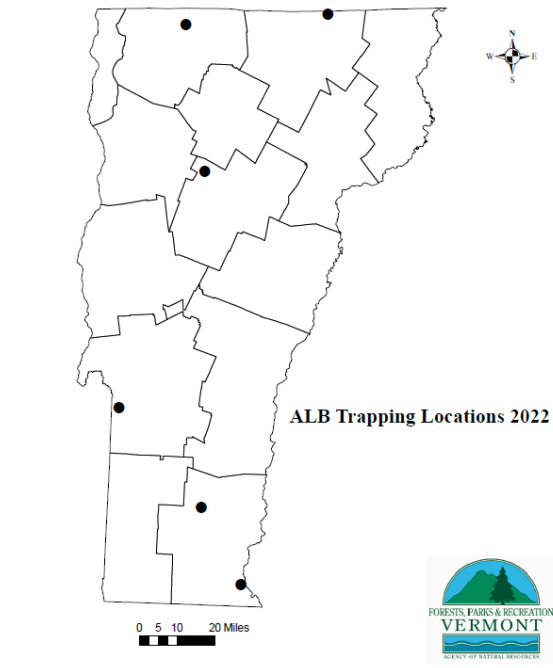 N
W E
S
ALB Trapping Locations 2022
0 5 10 20 Miles
FORESTS, PARKS & RECREATION
VERMONT
AGENCY OF NATURAL RESOURCES